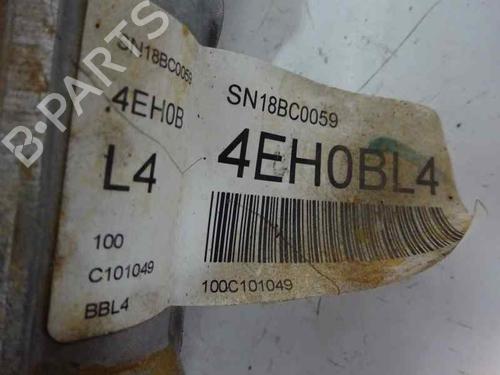 B-PARTS
SN18BC0059
4EH0B
L4
100
C101049
BBL4
SN18BC0059
4EH0BL4
100C101049